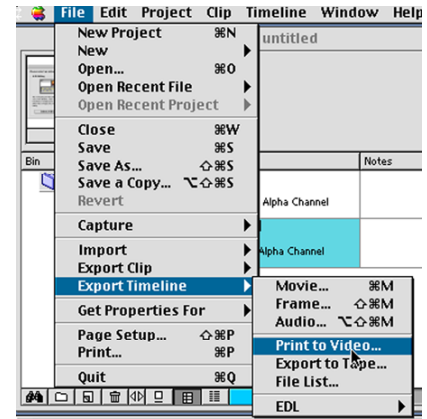 File Edit Project Clip Timeline Window Help
untitled
New Project ⌘N
New
Open... ⌘O
Open Recent File
Open Recent Project
Close ⌘W
Save ⌘S
Save As... ⇧⌘S
Save a Copy... ⌥⇧⌘S
Revert
Capture
Import
Export Clip
Export Timeline
Get Properties For
Page Setup... ⇧⌘P
Print... ⌘P
Quit ⌘Q
Bin
Notes
Alpha Channel
Alpha Channel
Movie... ⌘M
Frame... ⇧⌘M
Audio... ⌥⇧⌘M
Print to Video...
Export to Tape...
File List...
EDL